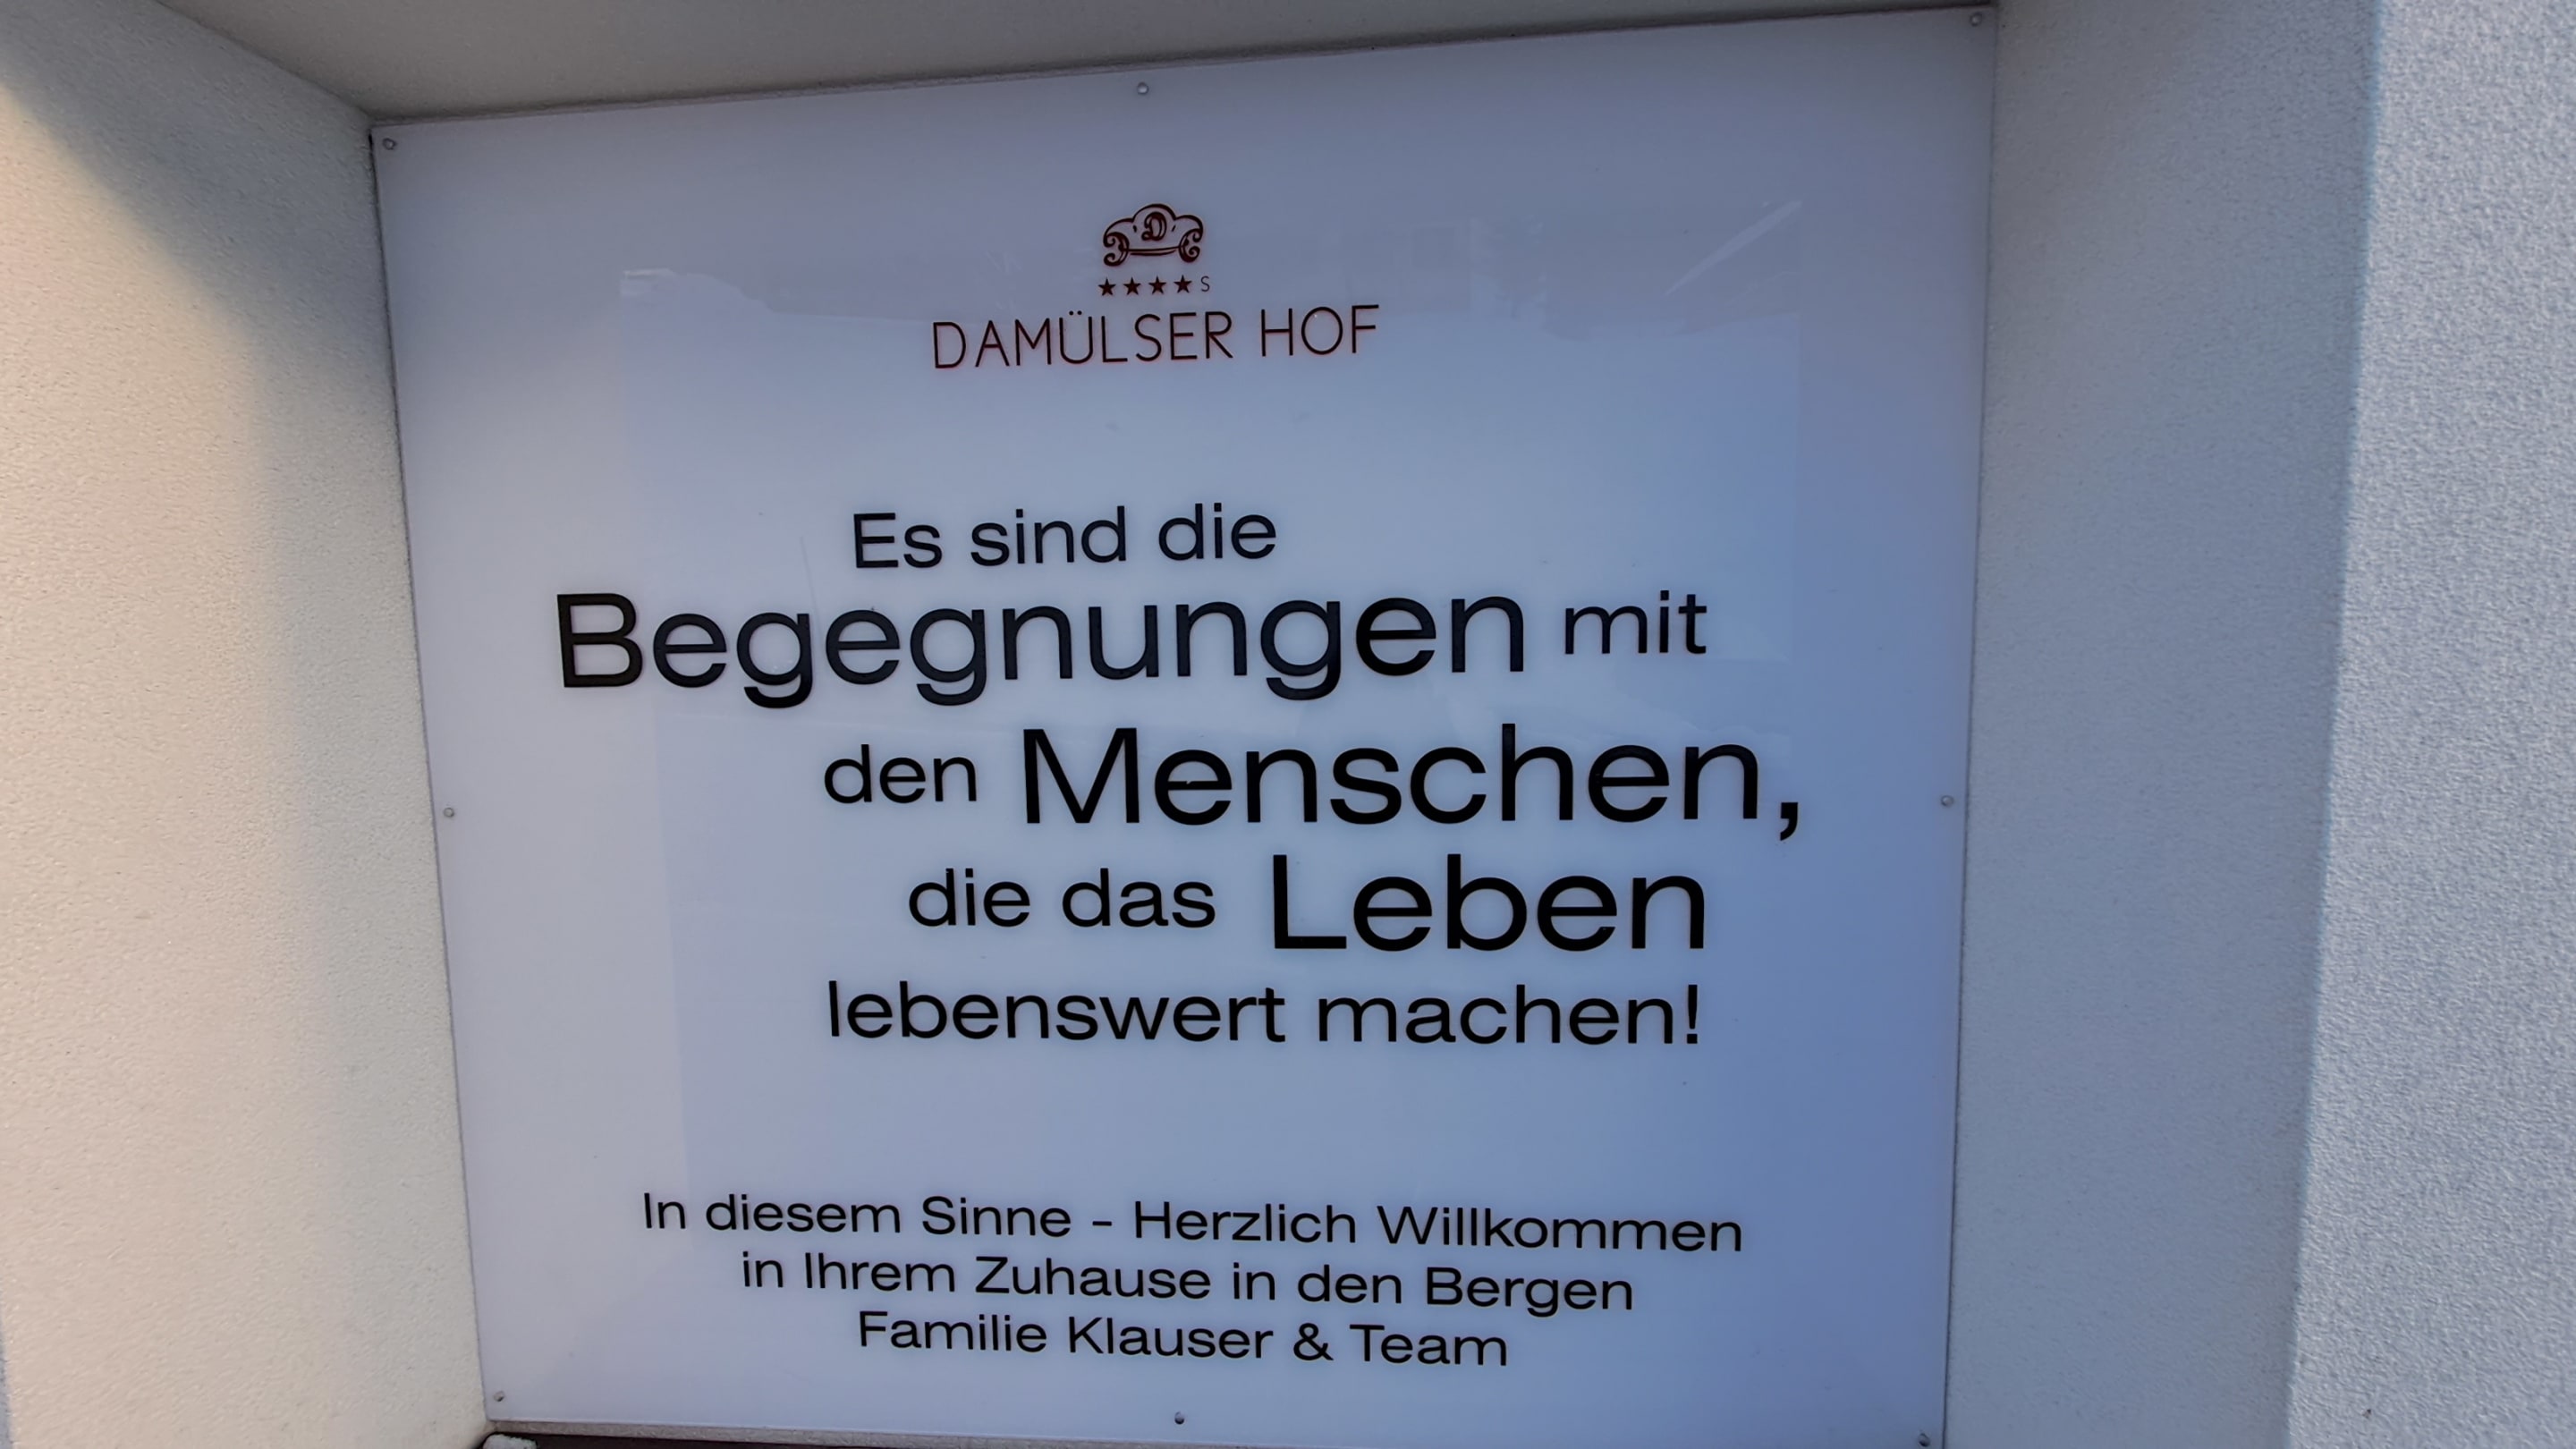 D
★★★★S
DAMÜLSER HOF
Es sind die
Begegnungen mit
den Menschen,
die das Leben
lebenswert machen!
In diesem Sinne - Herzlich Willkommen
in Ihrem Zuhause in den Bergen
Familie Klauser & Team